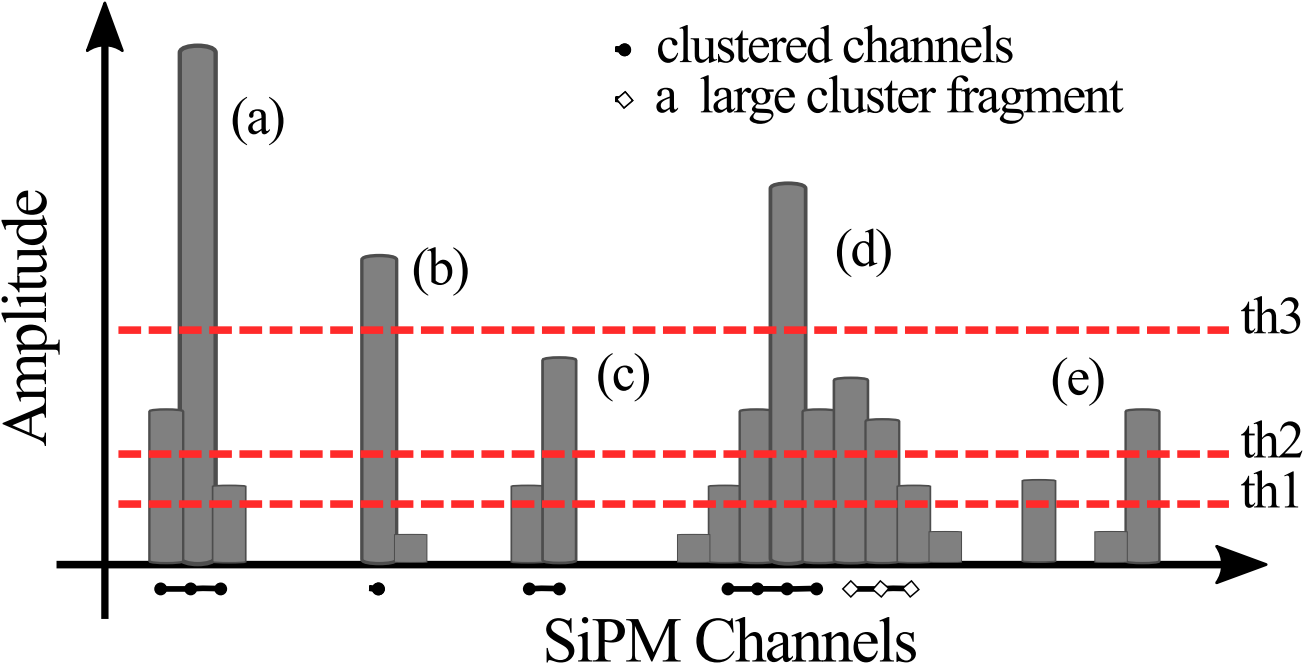 clustered channels
a large cluster fragment
(a)
(b)
(c)
(d)
(e)
th3
th2
th1
Amplitude
SiPM Channels